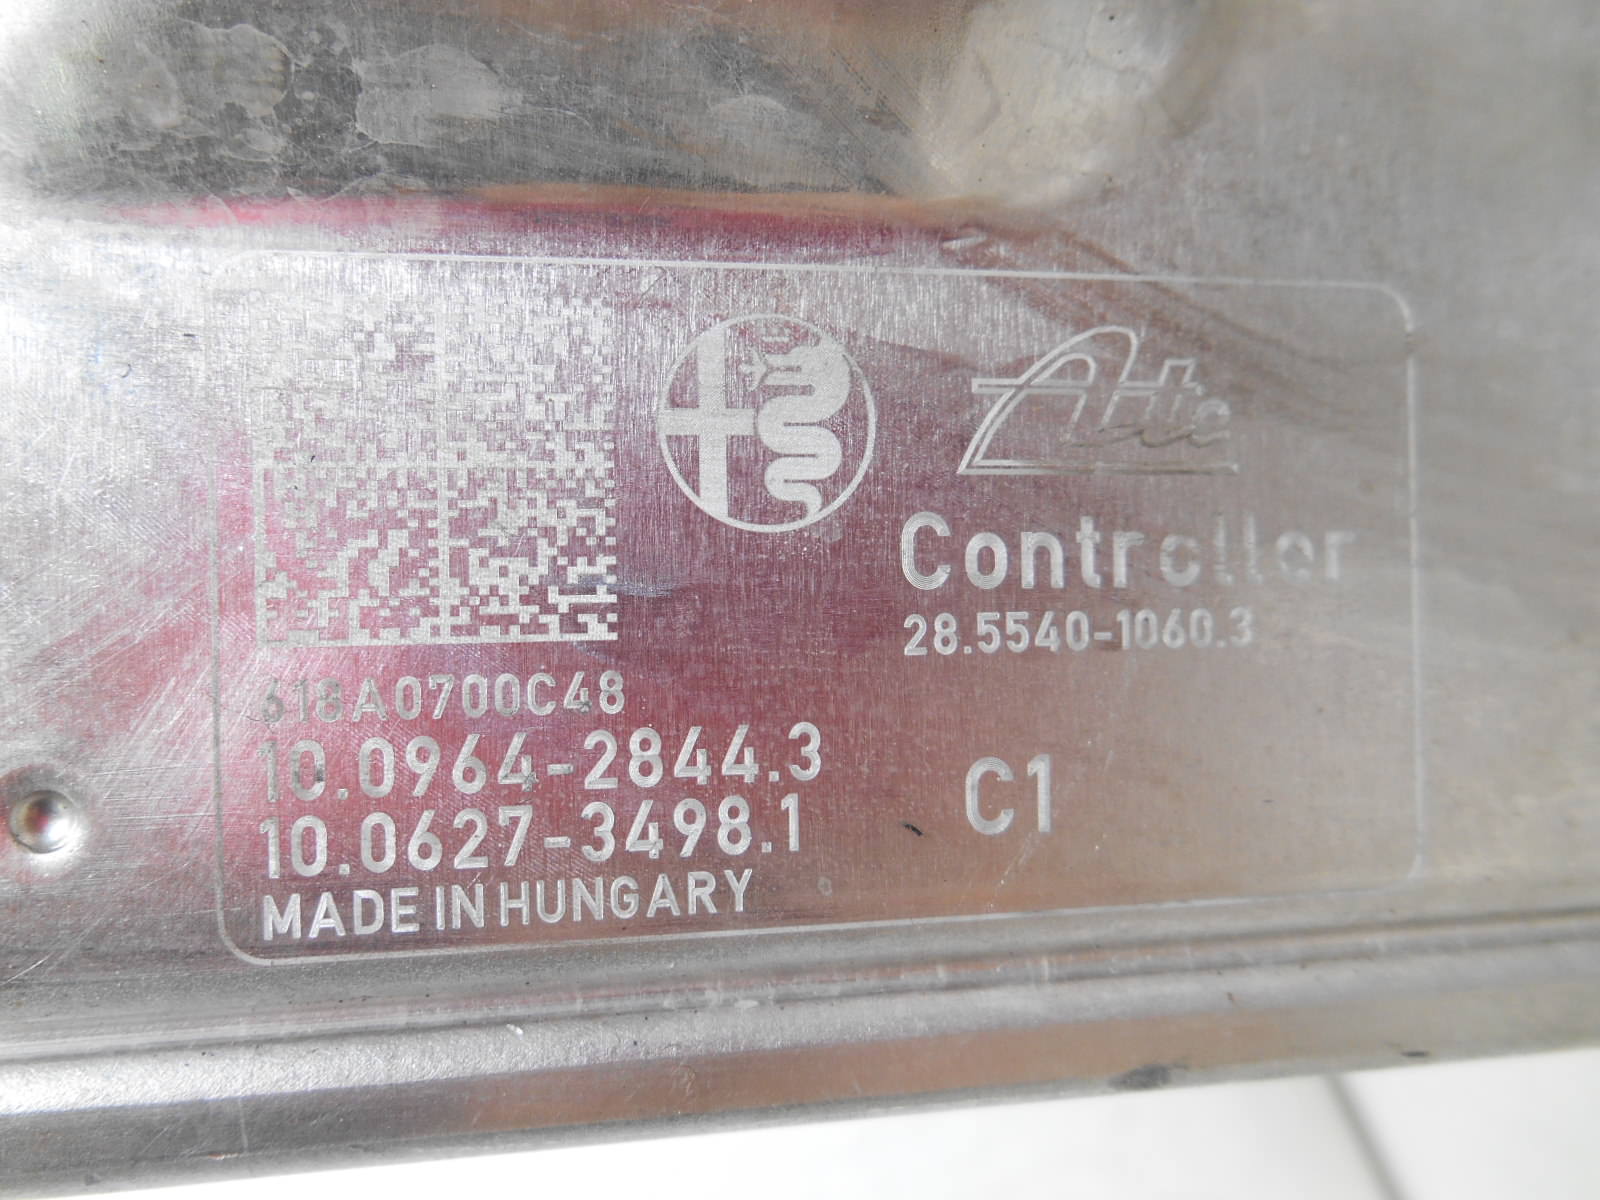 Ate
Controller
28.5540-1060.3
618A0700C48
10.0964-2844.3
10.0627-3498.1
C1
MADE IN HUNGARY